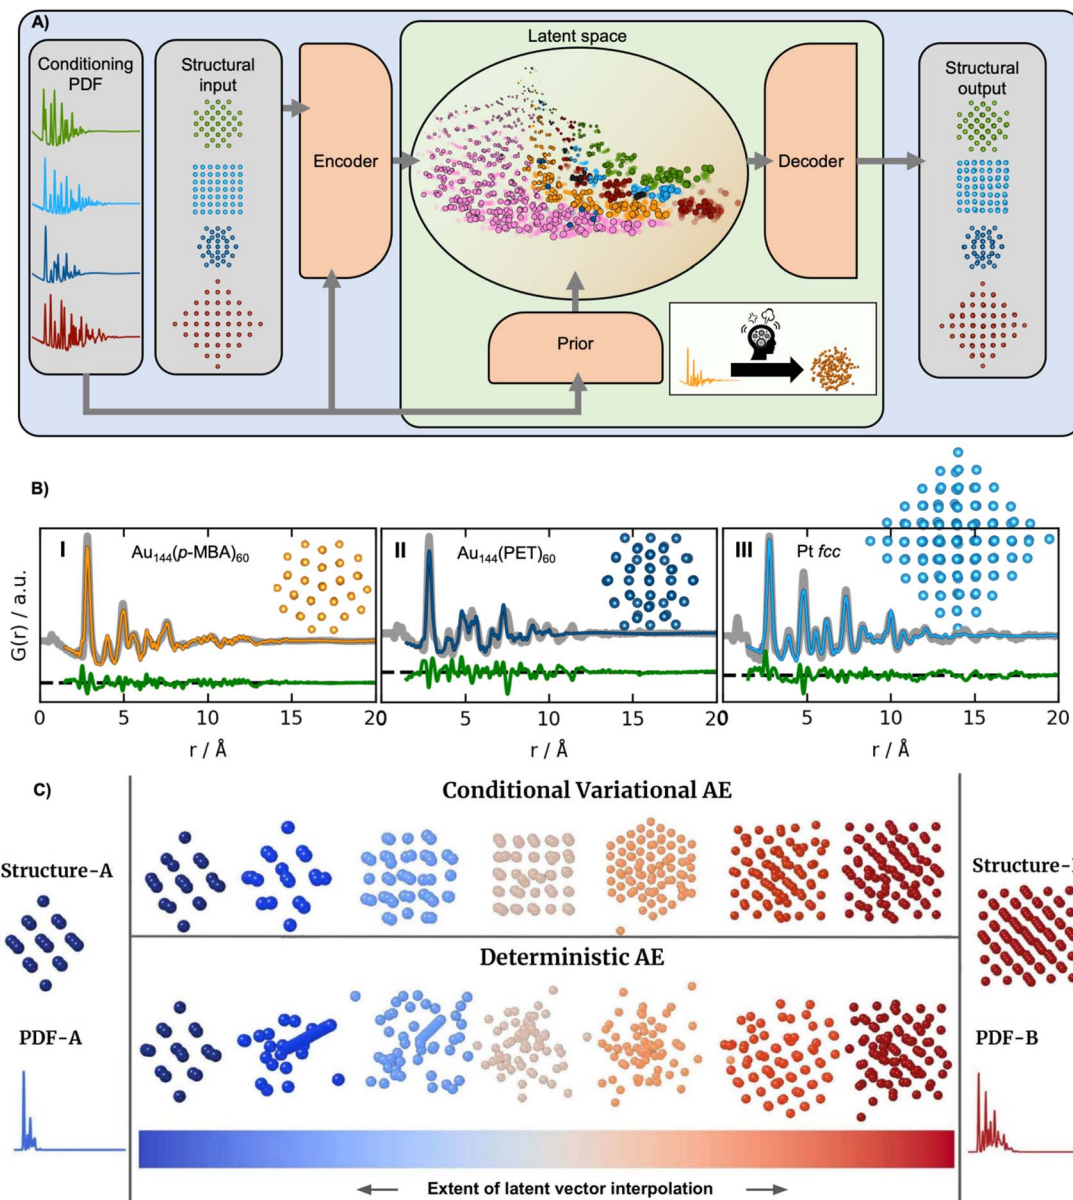 A)
Conditioning
PDF
Structural
input
Encoder
Latent space
Prior
Decoder
Structural
output
B)
G(r) / a.u.
I
Au₁₄₄(p-MBA)₆₀
0 5 10 15 20
r / Å
II
Au₁₄₄(PET)₆₀
0 5 10 15 20
r / Å
III
Pt fcc
0 5 10 15 20
r / Å
C)
Structure-A
PDF-A
Conditional Variational AE
Deterministic AE
Extent of latent vector interpolation
Structure-
PDF-B